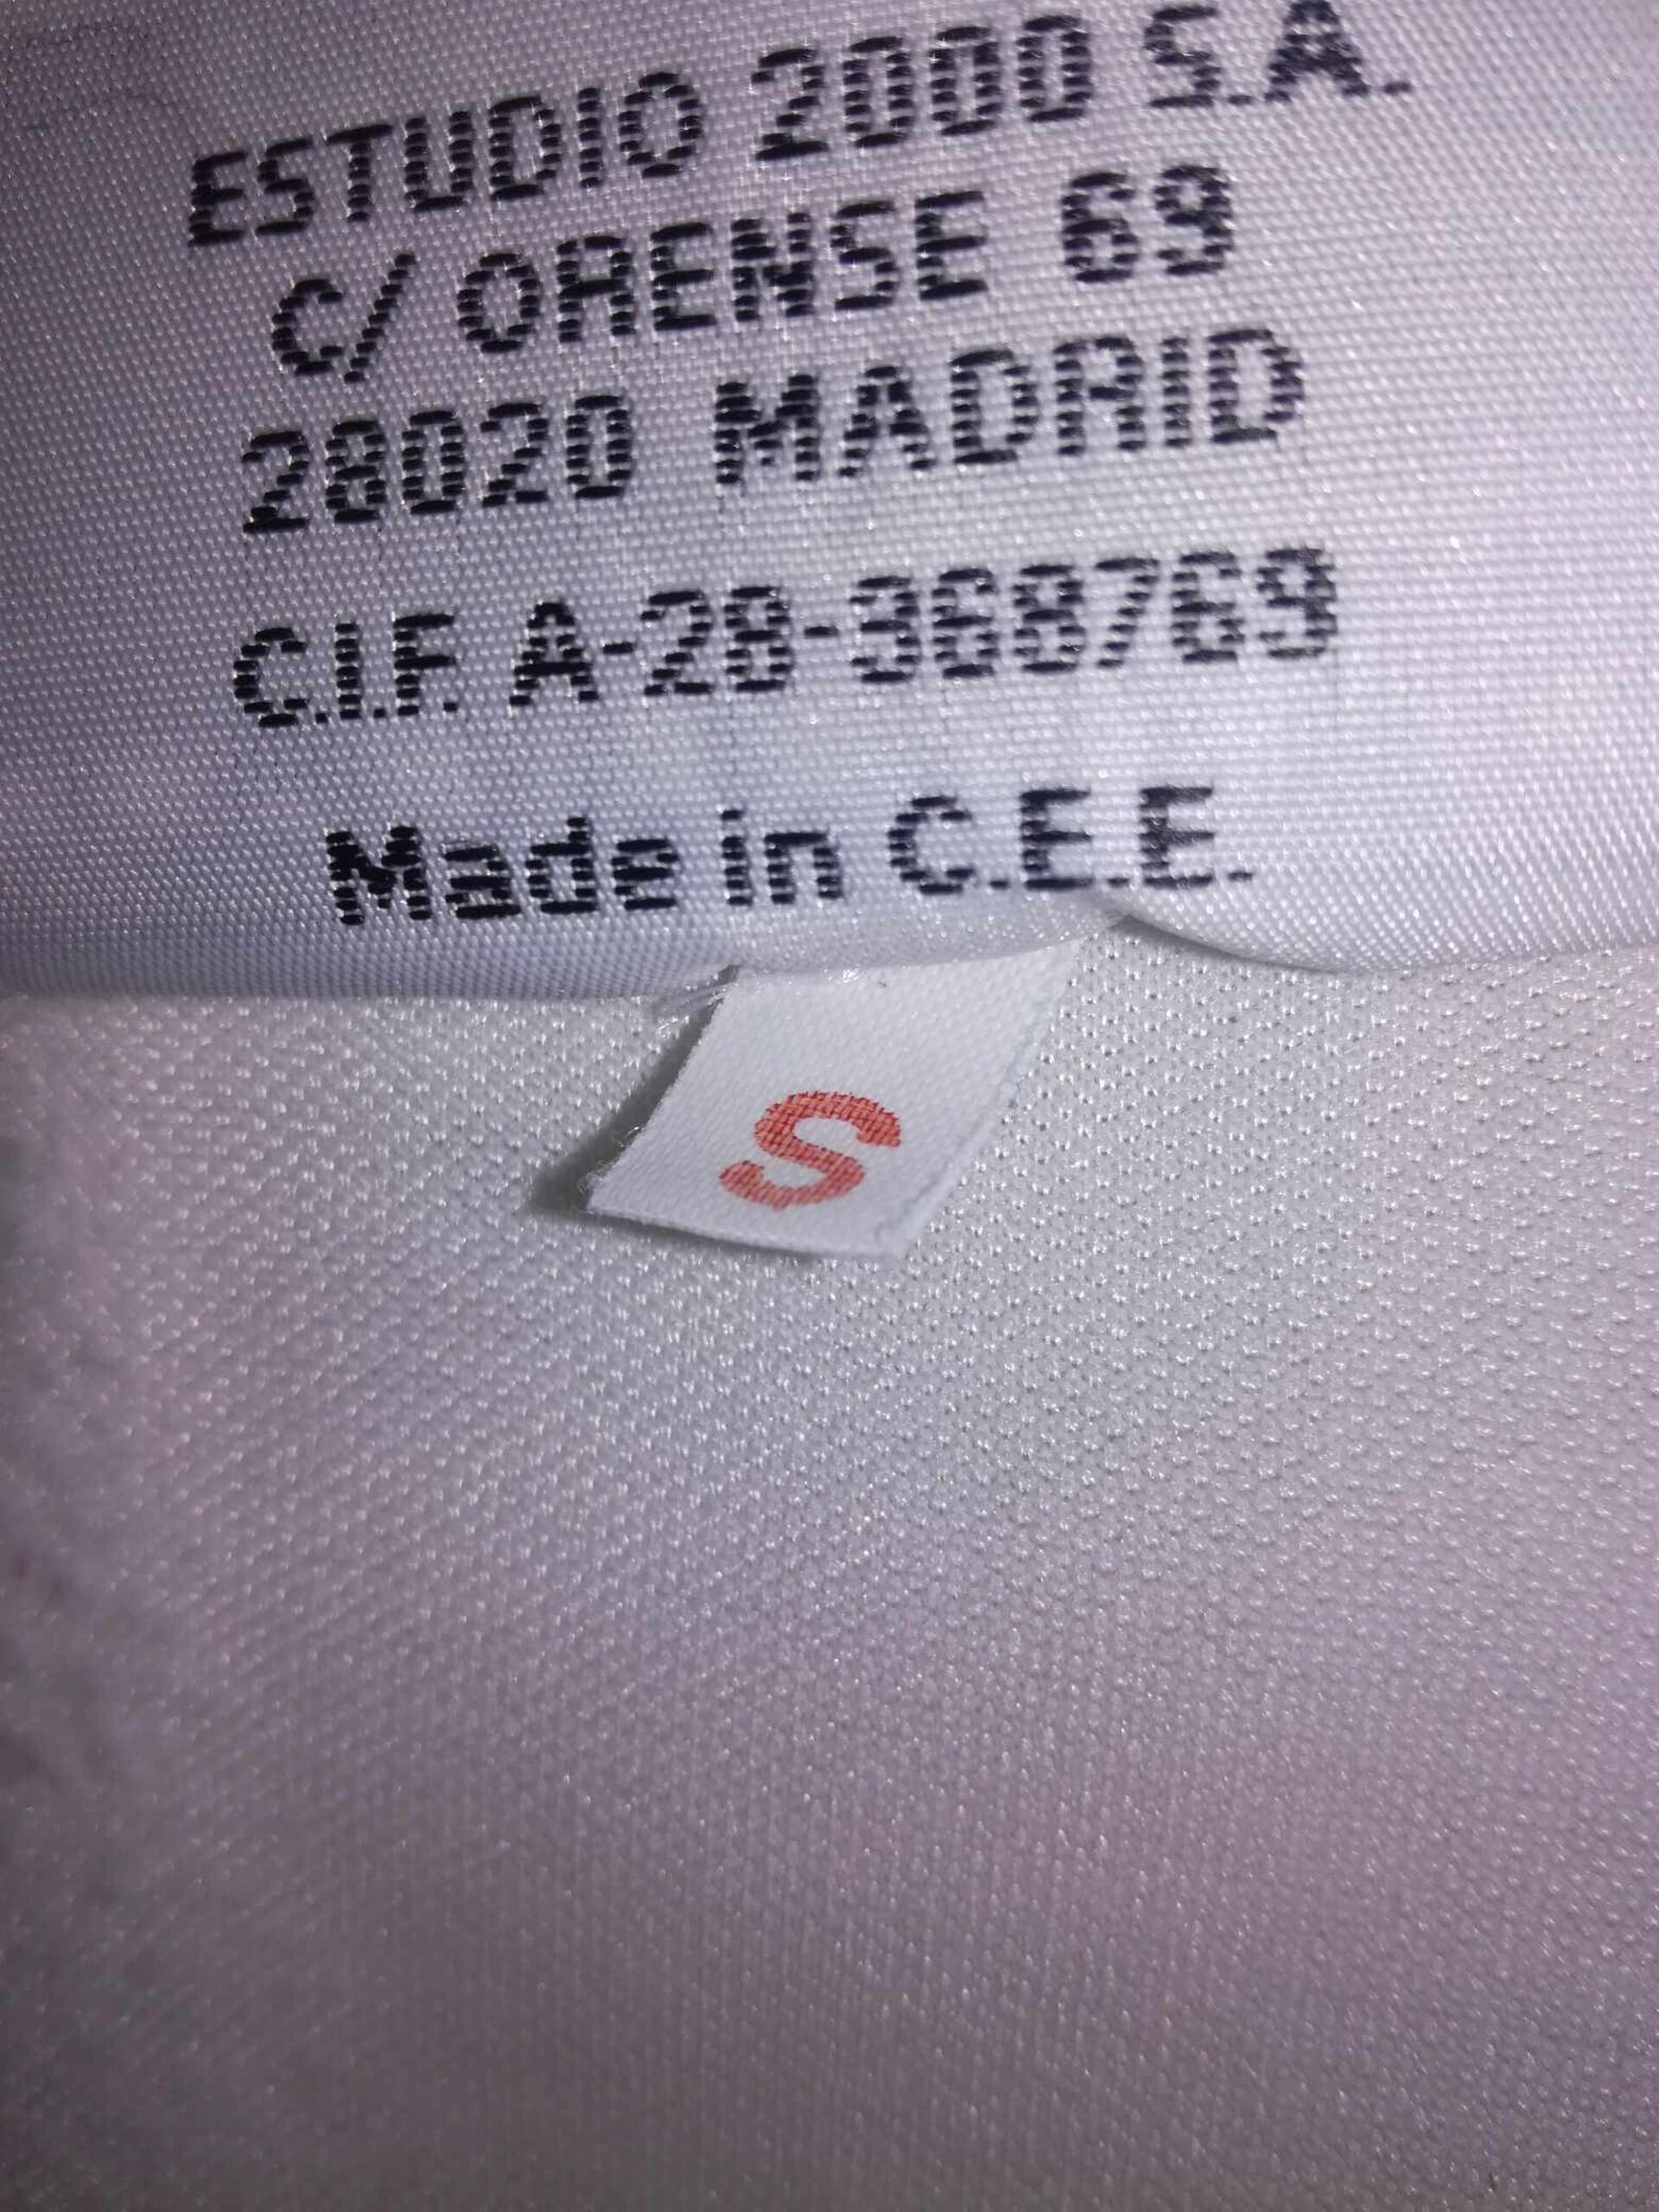 ESTUDIO 2000 S.A.
C/ ORENSE 69
28020 MADRID
C.I.F. A-28-368769
Made in C.E.E.
S